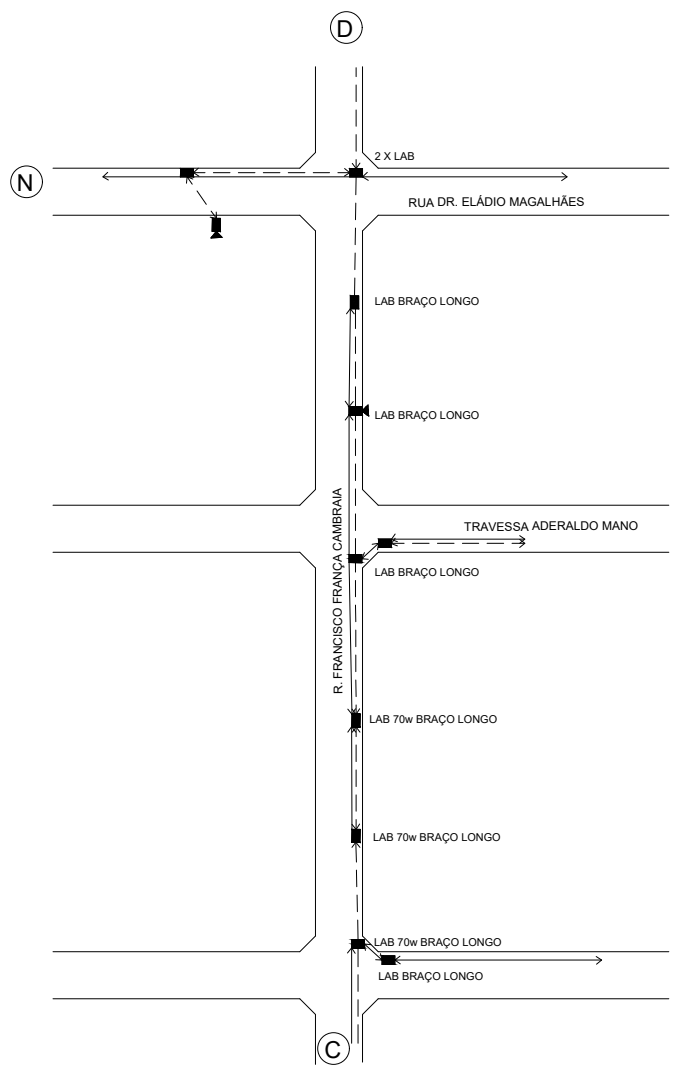 D
2 X LAB
N
RUA DR. ELÁDIO MAGALHÃES
LAB BRAÇO LONGO
LAB BRAÇO LONGO
R. FRANCISCO FRANÇA CAMBRAIA
TRAVESSA ADERALDO MANO
LAB BRAÇO LONGO
LAB 70w BRAÇO LONGO
LAB 70w BRAÇO LONGO
LAB 70w BRAÇO LONGO
LAB BRAÇO LONGO
C